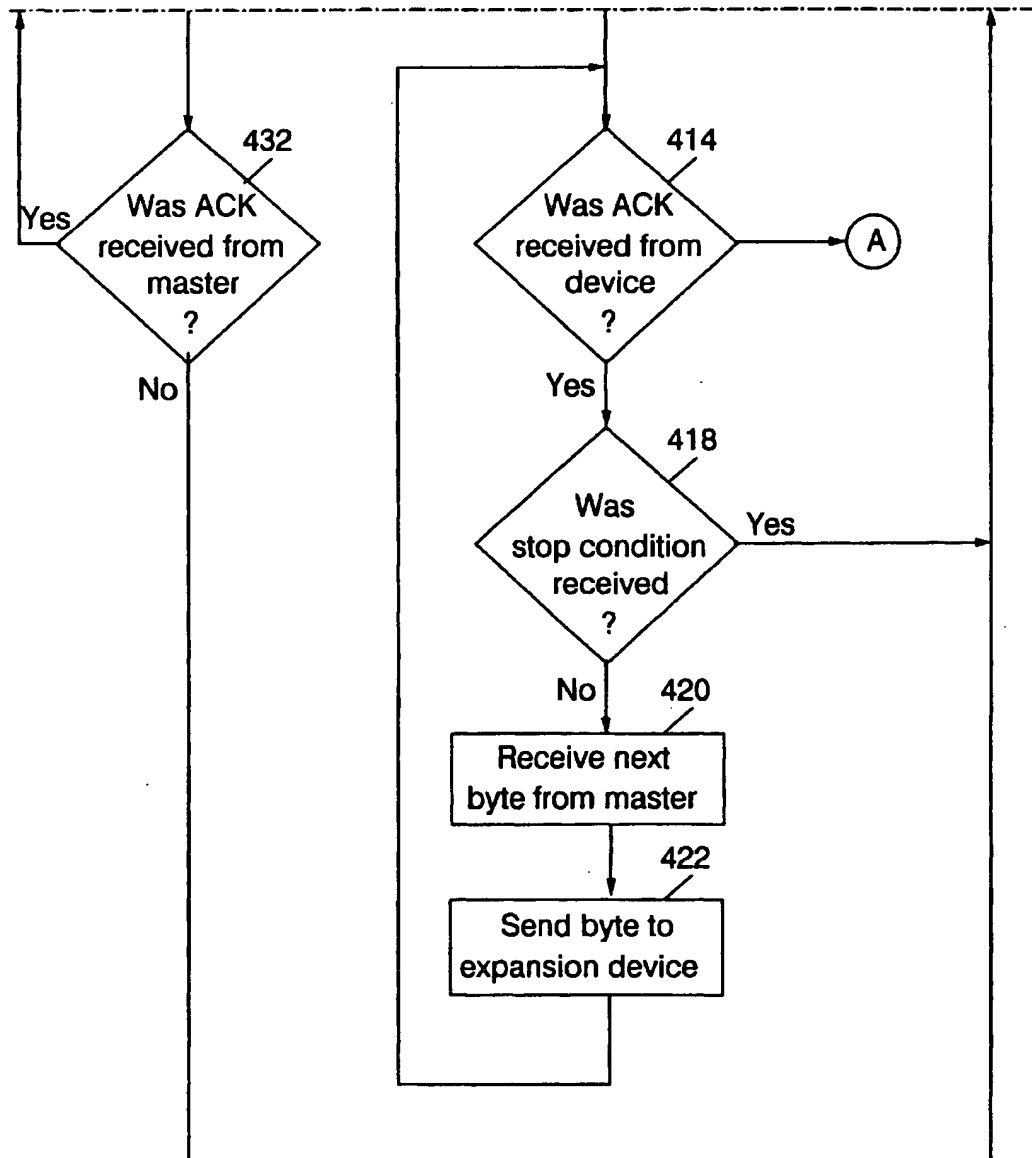 432
Yes
Was ACK
received from
master
?
No
414
Was ACK
received from
device
?
A
Yes
418
Was
stop condition
received
?
Yes
No
420
Receive next
byte from master
422
Send byte to
expansion device